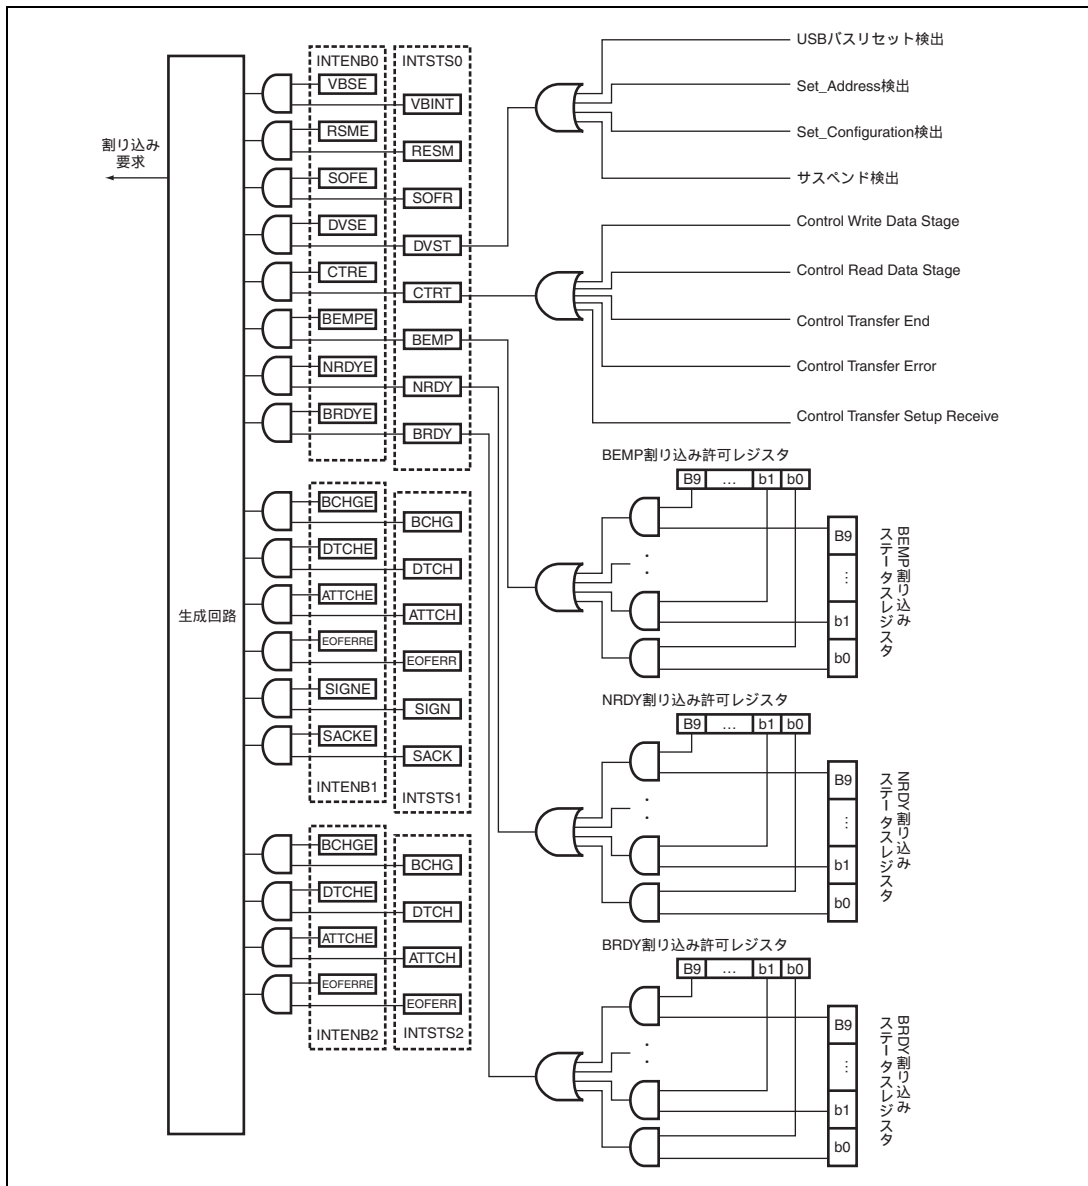 割り込み
要求
生成回路
INTENB0
VBSE
RSME
SOFE
DVSE
CTRE
BEMPE
NRDYE
BRDYE
INTSTS0
VBINT
RESM
SOFR
DVST
CTRT
BEMP
NRDY
BRDY
BCHGE
DTCHE
ATTCHE
EOFERRE
SIGNE
SACKE
INTENB1
BCHG
DTCH
ATTCH
EOFERR
SIGN
SACK
INTSTS1
BCHGE
DTCHE
ATTCHE
EOFERRE
INTENB2
BCHG
DTCH
ATTCH
EOFERR
INTSTS2
USBバスリセット検出
Set_Address検出
Set_Configuration検出
サスペンド検出
Control Write Data Stage
Control Read Data Stage
Control Transfer End
Control Transfer Error
Control Transfer Setup Receive
BEMP割り込み許可レジスタ
B9 … b1 b0
B9
…
b1
b0
BEMP割り込み
ステータスレジスタ
NRDY割り込み許可レジスタ
B9 … b1 b0
B9
…
b1
b0
NRDY割り込み
ステータスレジスタ
BRDY割り込み許可レジスタ
B9 … b1 b0
B9
…
b1
b0
BRDY割り込み
ステータスレジスタ